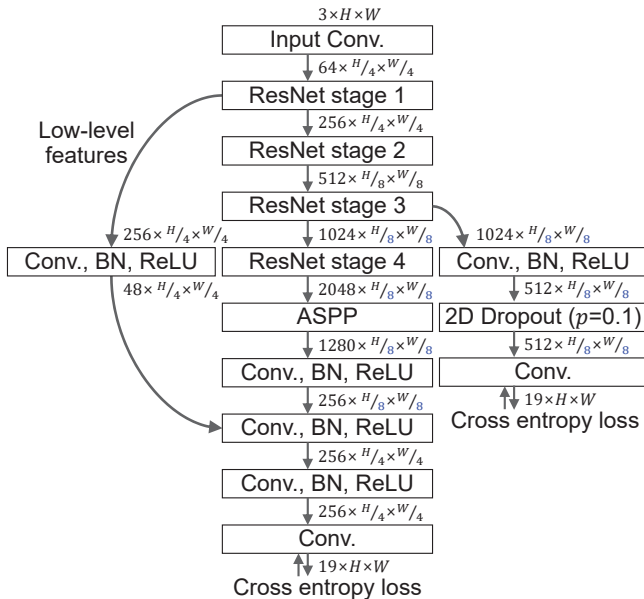 3×H×W
Input Conv.
64× H/4×W/4
ResNet stage 1
256× H/4×W/4
Low-level
features
ResNet stage 2
512× H/8×W/8
ResNet stage 3
256× H/4×W/4
1024× H/8×W/8
1024× H/8×W/8
Conv., BN, ReLU
ResNet stage 4
Conv., BN, ReLU
48× H/4×W/4
2048× H/8×W/8
512× H/8×W/8
ASPP
2D Dropout (p=0.1)
1280× H/8×W/8
512× H/8×W/8
Conv., BN, ReLU
Conv.
256× H/8×W/8
19×H×W
Conv., BN, ReLU
Cross entropy loss
256× H/4×W/4
Conv., BN, ReLU
256× H/4×W/4
Conv.
19×H×W
Cross entropy loss